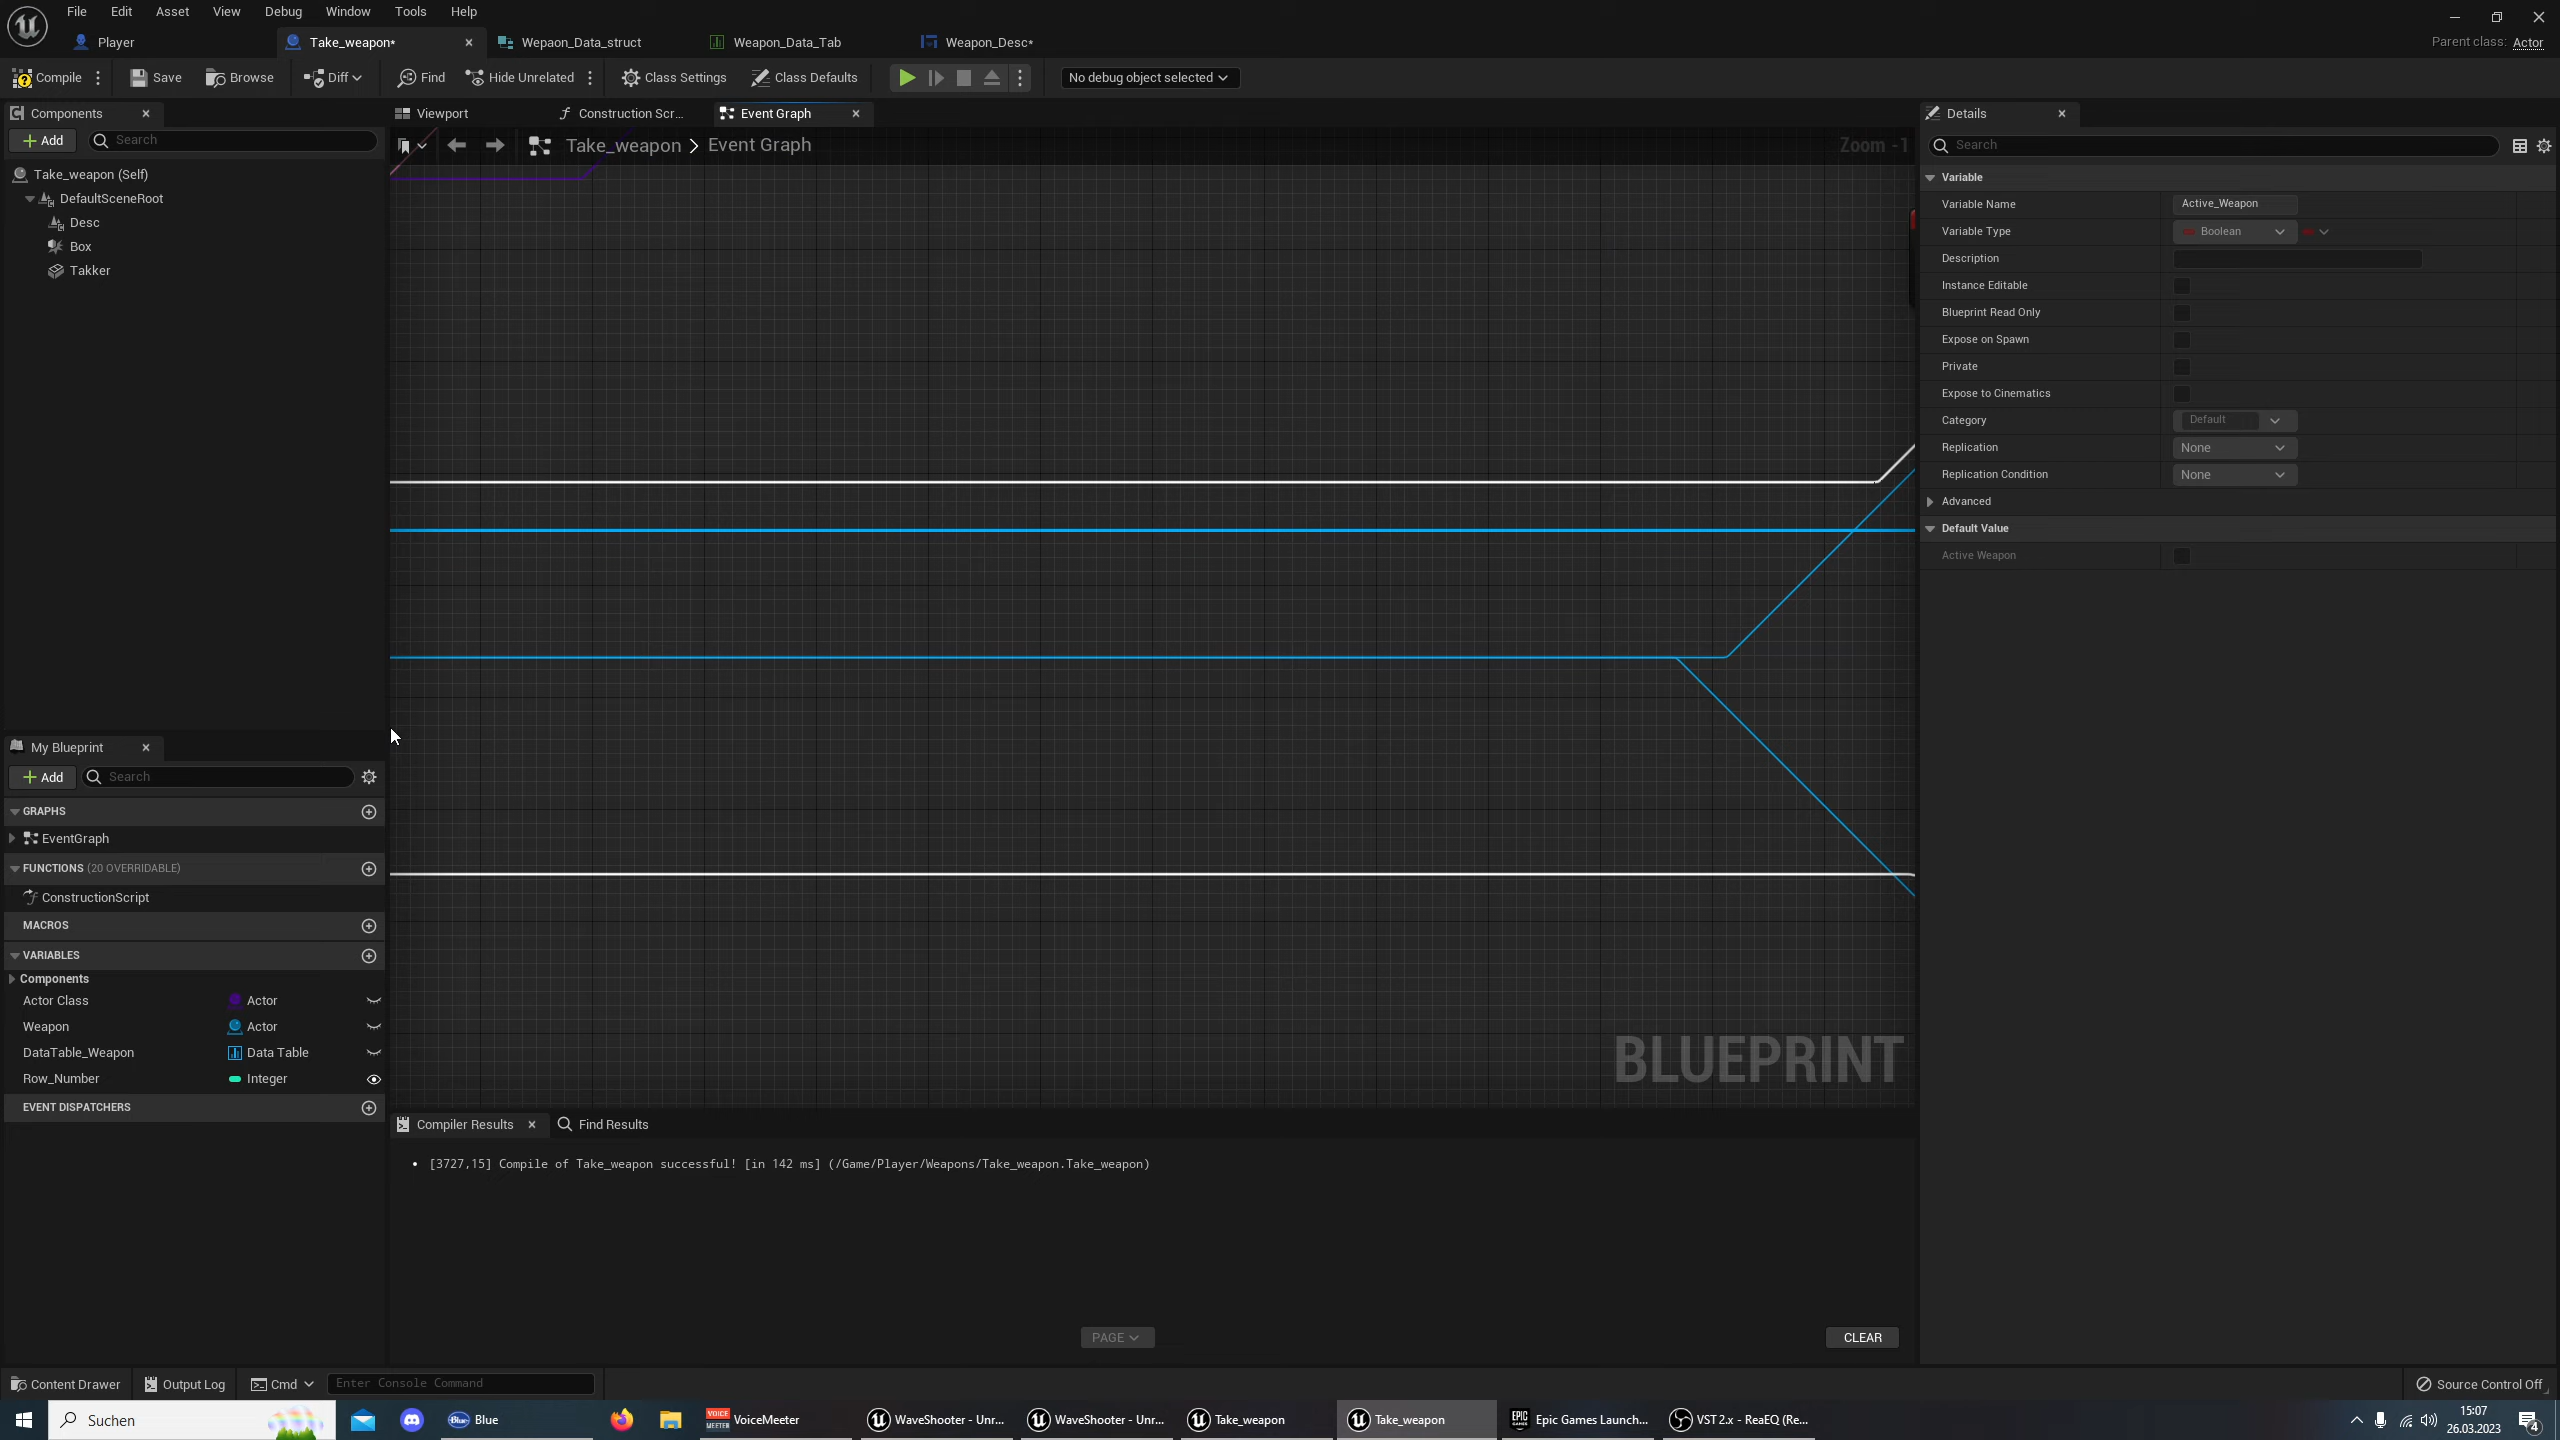 File Edit Asset View Debug Window Tools Help
Player Take_weapon* Wepaon_Data_struct Weapon_Data_Tab Weapon_Desc* Parent class: Actor
Compile Save Browse Diff Find Hide Unrelated Class Settings Class Defaults No debug object selected
Components
Add Search
Take_weapon (Self)
DefaultSceneRoot
Desc
Box
Takker
My Blueprint
Add Search
GRAPHS
EventGraph
FUNCTIONS (20 OVERRIDABLE)
ConstructionScript
MACROS
VARIABLES
Components
Actor Class Actor
Weapon Actor
DataTable_Weapon Data Table
Row_Number Integer
EVENT DISPATCHERS
Viewport Construction Scr... Event Graph
Take_weapon > Event Graph Zoom -1
BLUEPRINT
Compiler Results Find Results
• [3727,15] Compile of Take_weapon successful! [in 142 ms] (/Game/Player/Weapons/Take_weapon.Take_weapon)
PAGE CLEAR
Details
Search
Variable
Variable Name Active_Weapon
Variable Type Boolean
Description
Instance Editable
Blueprint Read Only
Expose on Spawn
Private
Expose to Cinematics
Category Default
Replication None
Replication Condition None
Advanced
Default Value
Active Weapon
Content Drawer Output Log Cmd Enter Console Command Source Control Off
Suchen Blue Blue VOICE MEETER VoiceMeeter WaveShooter - Unr... WaveShooter - Unr... Take_weapon Take_weapon EPIC GAMES Epic Games Launch... VST 2.x - ReaEQ (Re...
15:07
26.03.2023
4